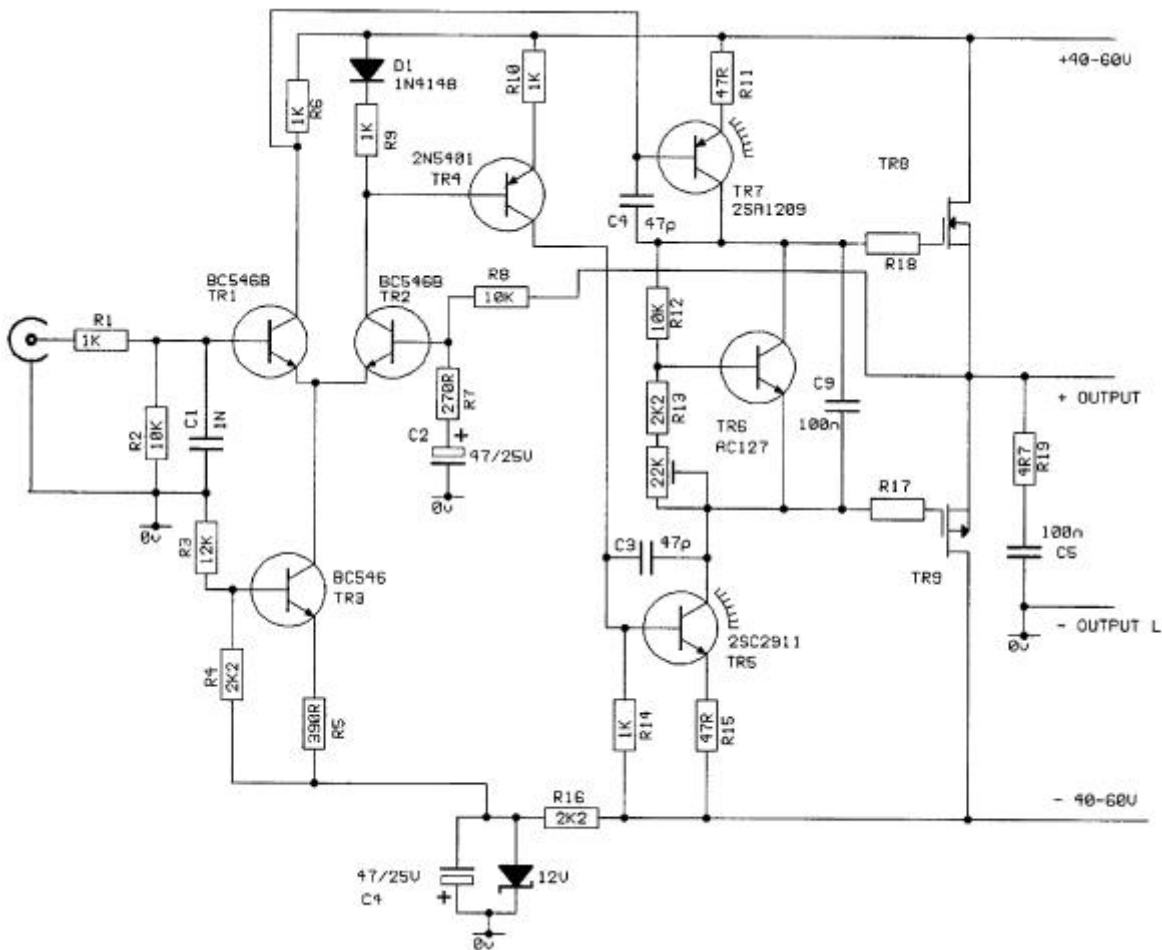 +40-60V
D1
1N4148
R10
1K
47R
R11
1K
R6
1K
R9
2N5401
TR4
TR7
2SA1209
TR8
C4
47p
R18
BC546B
TR1
BC546B
TR2
R8
10K
R1
1K
10K
R12
270R
R7
R2
10K
C1
1N
C2
+
47/25V
0v
2K2
R13
TR6
AC127
C9
100n
+ OUTPUT
22K
4R7
R19
R17
0v
R3
12K
C3
47p
100n
C5
BC546
TR3
TR9
2SC2911
TR5
- OUTPUT L
0v
R4
2K2
390R
R5
1K
R14
47R
R15
R16
2K2
- 40-60V
47/25V
C4
+
12V
0v